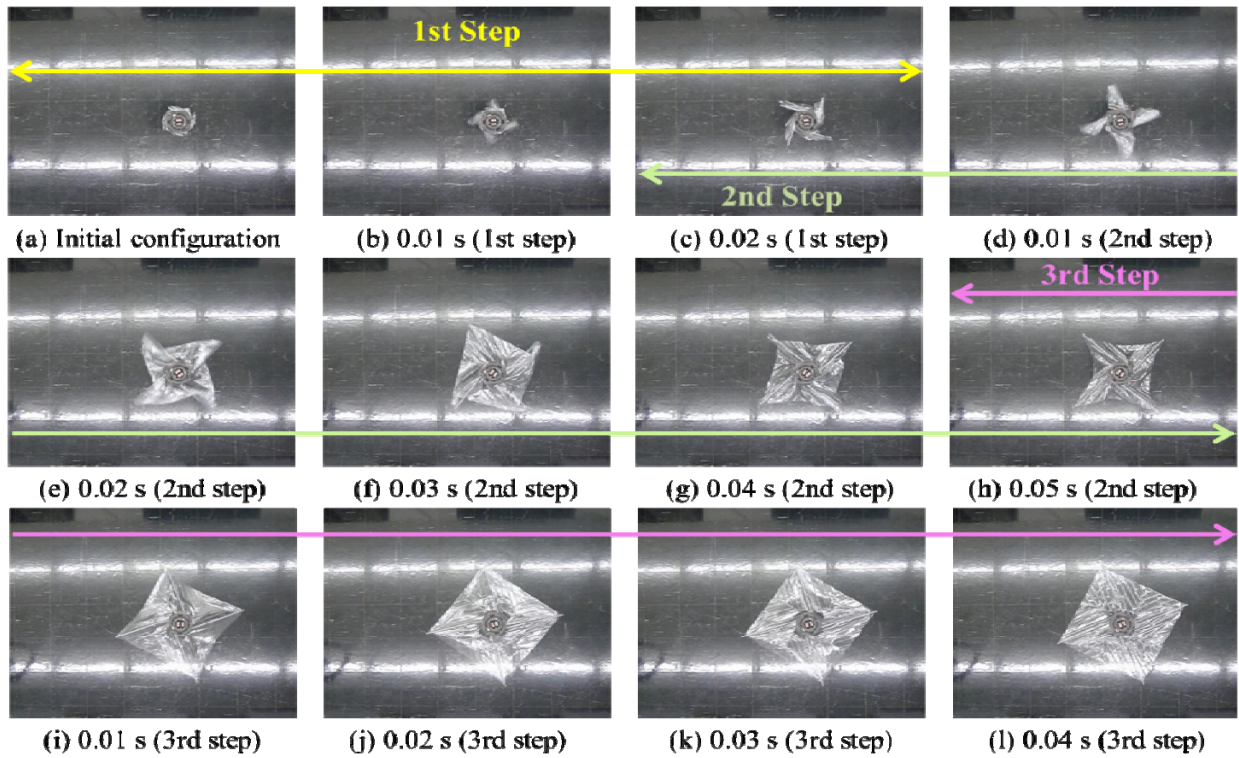 1st Step
2nd Step
(a) Initial configuration
(b) 0.01 s (1st step)
(c) 0.02 s (1st step)
(d) 0.01 s (2nd step)
3rd Step
(e) 0.02 s (2nd step)
(f) 0.03 s (2nd step)
(g) 0.04 s (2nd step)
(h) 0.05 s (2nd step)
(i) 0.01 s (3rd step)
(j) 0.02 s (3rd step)
(k) 0.03 s (3rd step)
(l) 0.04 s (3rd step)